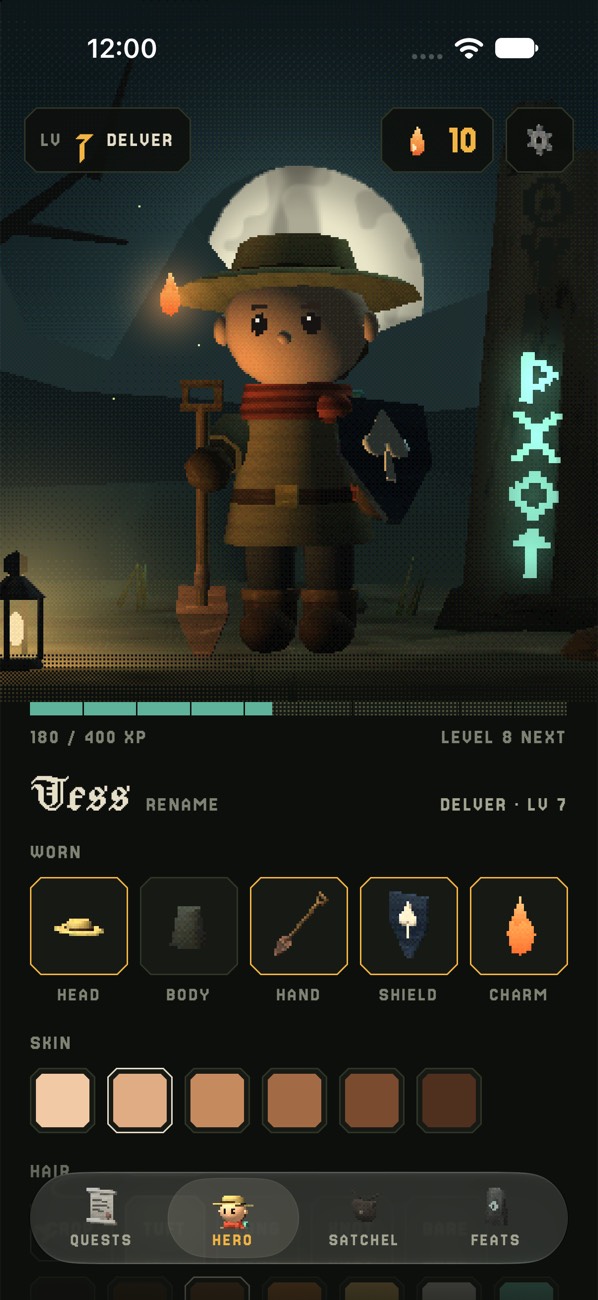 12:00
LV 7 DELVER
10
ᚹ
ᚷ
ᛜ
ᛏ
180 / 400 XP
LEVEL 8 NEXT
Vess RENAME
DELVER · LV 7
WORN
HEAD BODY HAND SHIELD CHARM
SKIN
HAIR
QUESTS HERO SATCHEL FEATS